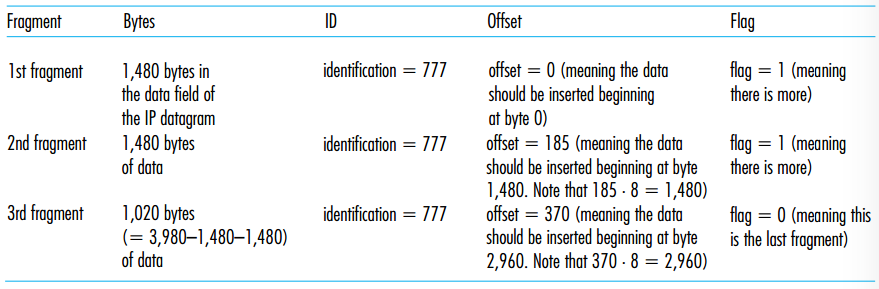 Fragment Bytes ID Offset Flag
1st fragment 1,480 bytes in identification = 777 offset = 0 (meaning the data flag = 1 (meaning
the data field of should be inserted beginning there is more)
the IP datagram at byte 0)
2nd fragment 1,480 bytes identification = 777 offset = 185 (meaning the data flag = 1 (meaning
of data should be inserted beginning at byte there is more)
1,480. Note that 185 · 8 = 1,480)
3rd fragment 1,020 bytes identification = 777 offset = 370 (meaning the data flag = 0 (meaning this
(= 3,980–1,480–1,480) should be inserted beginning at byte is the last fragment)
of data 2,960. Note that 370 · 8 = 2,960)